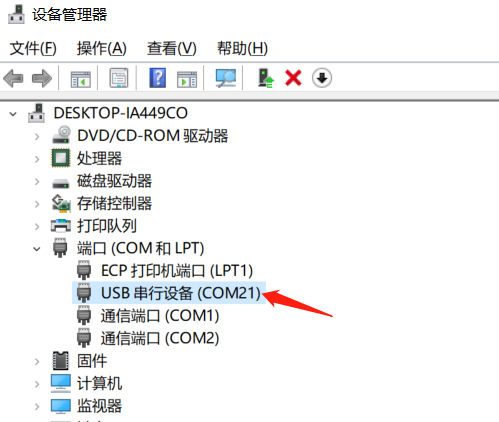 设备管理器
文件(F) 操作(A) 查看(V) 帮助(H)
DESKTOP-IA449CO
DVD/CD-ROM 驱动器
处理器
磁盘驱动器
存储控制器
打印队列
端口 (COM 和 LPT)
ECP 打印机端口 (LPT1)
USB 串行设备 (COM21)
通信端口 (COM1)
通信端口 (COM2)
固件
计算机
监视器